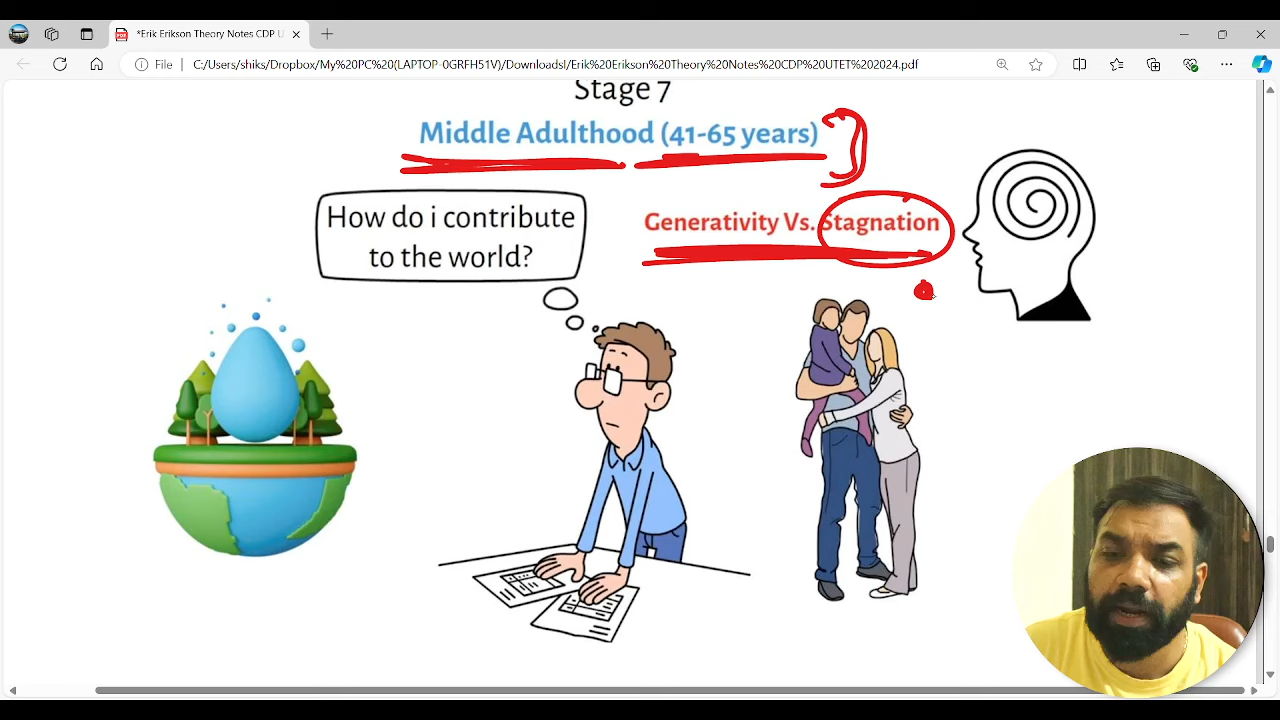 *Erik Erikson Theory Notes CDP U
File
C:/Users/shiks/Dropbox/My%20PC%20(LAPTOP-0GRFH51V)/Downloads/Erik%20Erikson%20Theory%20Notes%20CDP%20UTET%202024.pdf
Stage 7
Middle Adulthood (41-65 years)
How do i contribute
to the world?
Generativity Vs. Stagnation